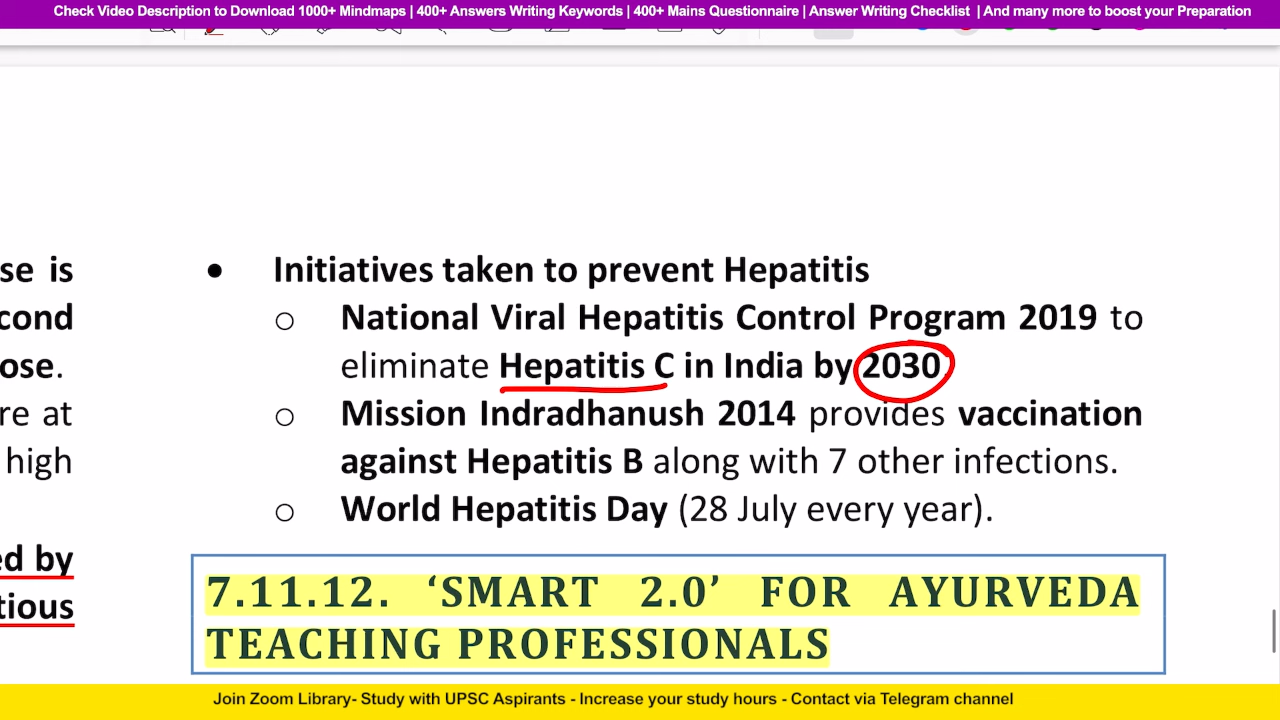 Check Video Description to Download 1000+ Mindmaps | 400+ Answers Writing Keywords | 400+ Mains Questionnaire | Answer Writing Checklist | And many more to boost your Preparation
se is
cond
ose.
re at
high
ed by
tious
• Initiatives taken to prevent Hepatitis
o National Viral Hepatitis Control Program 2019 to
eliminate Hepatitis C in India by 2030
o Mission Indradhanush 2014 provides vaccination
against Hepatitis B along with 7 other infections.
o World Hepatitis Day (28 July every year).
7.11.12. ‘SMART 2.0’ FOR AYURVEDA
TEACHING PROFESSIONALS
Join Zoom Library- Study with UPSC Aspirants - Increase your study hours - Contact via Telegram channel